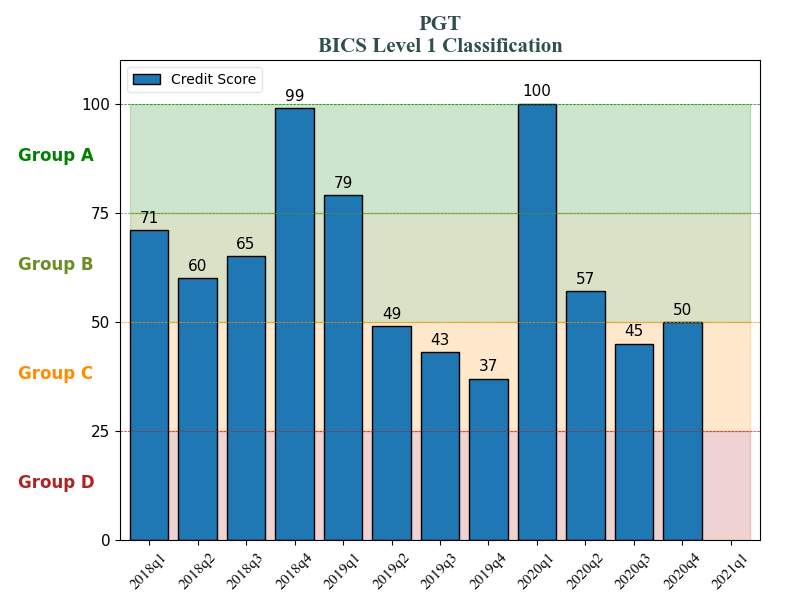 PGT
BICS Level 1 Classification
Credit Score
100
75
50
25
0
Group A
Group B
Group C
Group D
71
60
65
99
79
49
43
37
100
57
45
50
2018q1
2018q2
2018q3
2018q4
2019q1
2019q2
2019q3
2019q4
2020q1
2020q2
2020q3
2020q4
2021q1